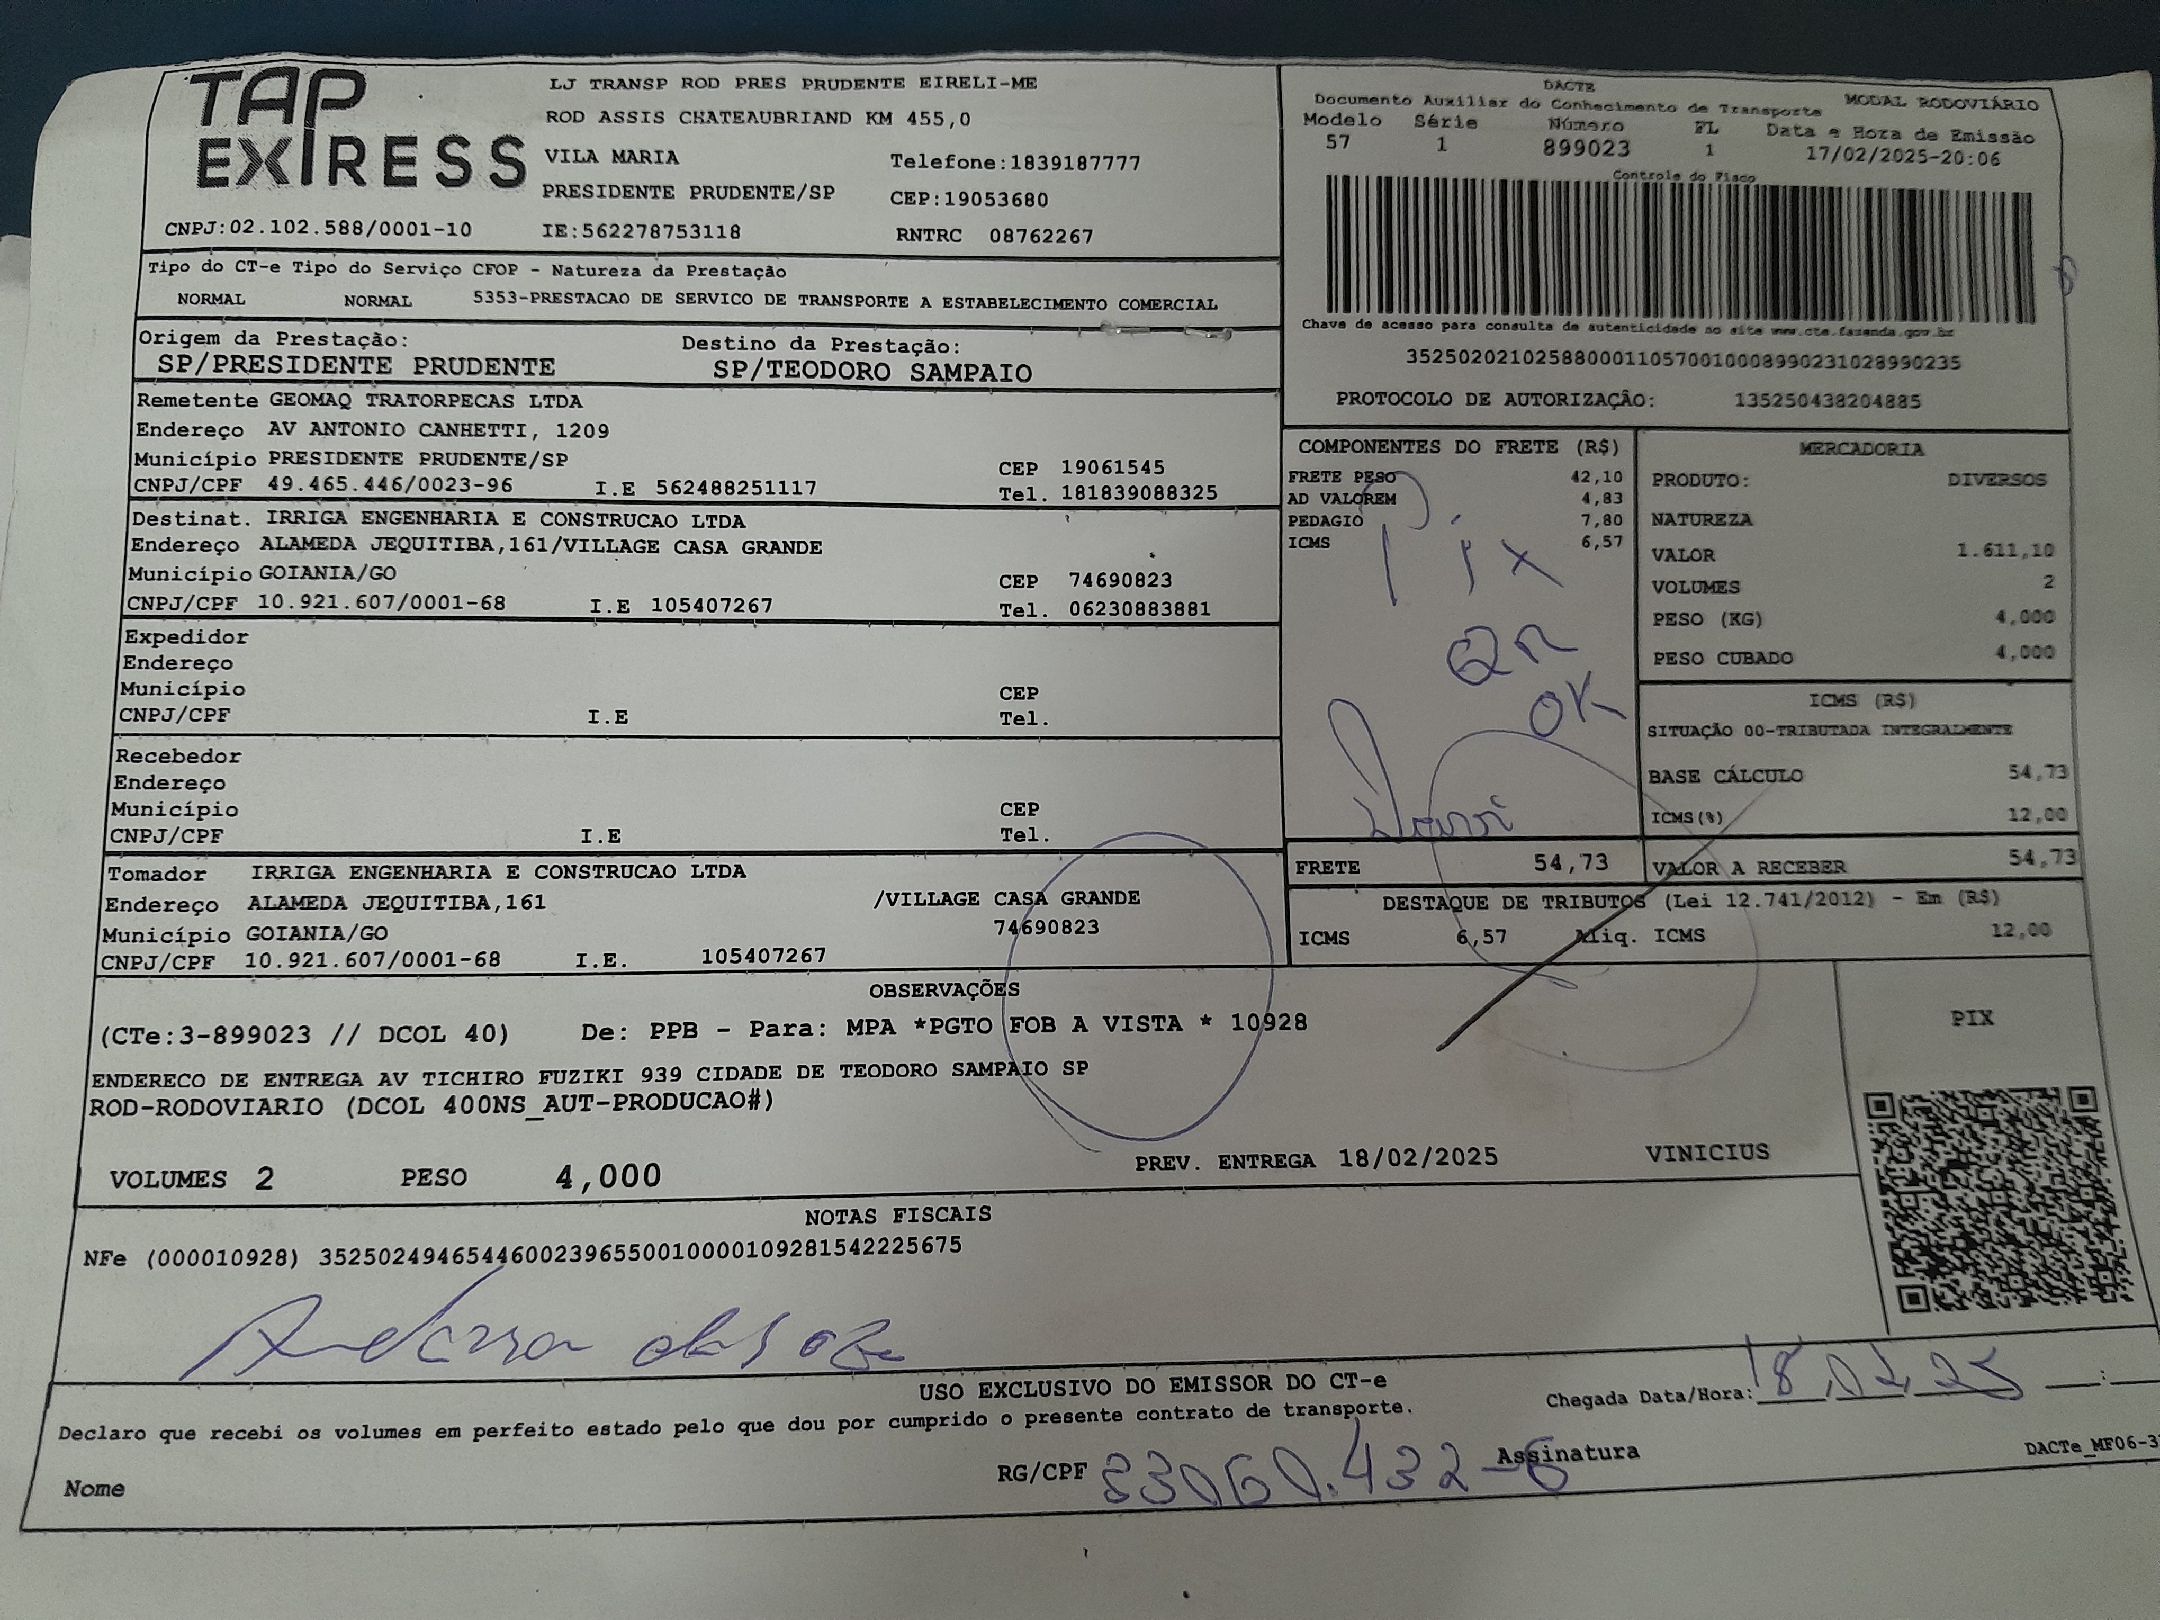 TAP
EXPRESS
LJ TRANSP ROD PRES PRUDENTE EIRELI-ME
ROD ASSIS CHATEAUBRIAND KM 455,0
VILA MARIA Telefone:1839187777
PRESIDENTE PRUDENTE/SP CEP:19053680
CNPJ:02.102.588/0001-10 IE:562278753118 RNTRC 08762267
DACTE
Documento Auxiliar do Conhecimento de Transporte MODAL RODOVIÁRIO
Modelo Série Número FL Data e Hora de Emissão
57 1 899023 1 17/02/2025-20:06
Controle do Fisco
Chave de acesso para consulta de autenticidade no site www.cte.fazenda.gov.br
35250202102588000110570010008990231028990235
PROTOCOLO DE AUTORIZAÇÃO: 135250438204885
Tipo do CT-e Tipo do Serviço CFOP - Natureza da Prestação
NORMAL NORMAL 5353-PRESTACAO DE SERVICO DE TRANSPORTE A ESTABELECIMENTO COMERCIAL
Origem da Prestação: Destino da Prestação:
SP/PRESIDENTE PRUDENTE SP/TEODORO SAMPAIO
Remetente GEOMAQ TRATORPECAS LTDA
Endereço AV ANTONIO CANHETTI, 1209
Município PRESIDENTE PRUDENTE/SP CEP 19061545
CNPJ/CPF 49.465.446/0023-96 I.E 562488251117 Tel. 181839088325
Destinat. IRRIGA ENGENHARIA E CONSTRUCAO LTDA
Endereço ALAMEDA JEQUITIBA,161/VILLAGE CASA GRANDE
Município GOIANIA/GO CEP 74690823
CNPJ/CPF 10.921.607/0001-68 I.E 105407267 Tel. 06230883881
Expedidor
Endereço
Município CEP
CNPJ/CPF I.E Tel.
Recebedor
Endereço
Município CEP
CNPJ/CPF I.E Tel.
Tomador IRRIGA ENGENHARIA E CONSTRUCAO LTDA
Endereço ALAMEDA JEQUITIBA,161 /VILLAGE CASA GRANDE
Município GOIANIA/GO 74690823
CNPJ/CPF 10.921.607/0001-68 I.E. 105407267
COMPONENTES DO FRETE (R$)
FRETE PESO 42,10
AD VALOREM 4,83
PEDAGIO 7,80
ICMS 6,57
Pix
QR
OK
FRETE 54,73
MERCADORIA
PRODUTO: DIVERSOS
NATUREZA
VALOR 1.611,10
VOLUMES 2
PESO (KG) 4,000
PESO CUBADO 4,000
ICMS (R$)
SITUAÇÃO 00-TRIBUTADA INTEGRALMENTE
BASE CÁLCULO 54,73
ICMS(%) 12,00
VALOR A RECEBER 54,73
DESTAQUE DE TRIBUTOS (Lei 12.741/2012) - Em (R$)
ICMS 6,57 Aliq. ICMS 12,00
OBSERVAÇÕES
(CTe:3-899023 // DCOL 40) De: PPB - Para: MPA *PGTO FOB A VISTA * 10928
ENDERECO DE ENTREGA AV TICHIRO FUZIKI 939 CIDADE DE TEODORO SAMPAIO SP
ROD-RODOVIARIO (DCOL 400NS_AUT-PRODUCAO#)
VOLUMES 2 PESO 4,000 PREV. ENTREGA 18/02/2025 VINICIUS
PIX
NOTAS FISCAIS
NFe (000010928) 35250249465446002396550010000109281542225675
USO EXCLUSIVO DO EMISSOR DO CT-e
Chegada Data/Hora: 18 02 25 :
Declaro que recebi os volumes em perfeito estado pelo que dou por cumprido o presente contrato de transporte.
Nome RG/CPF 33060.432-6 Assinatura